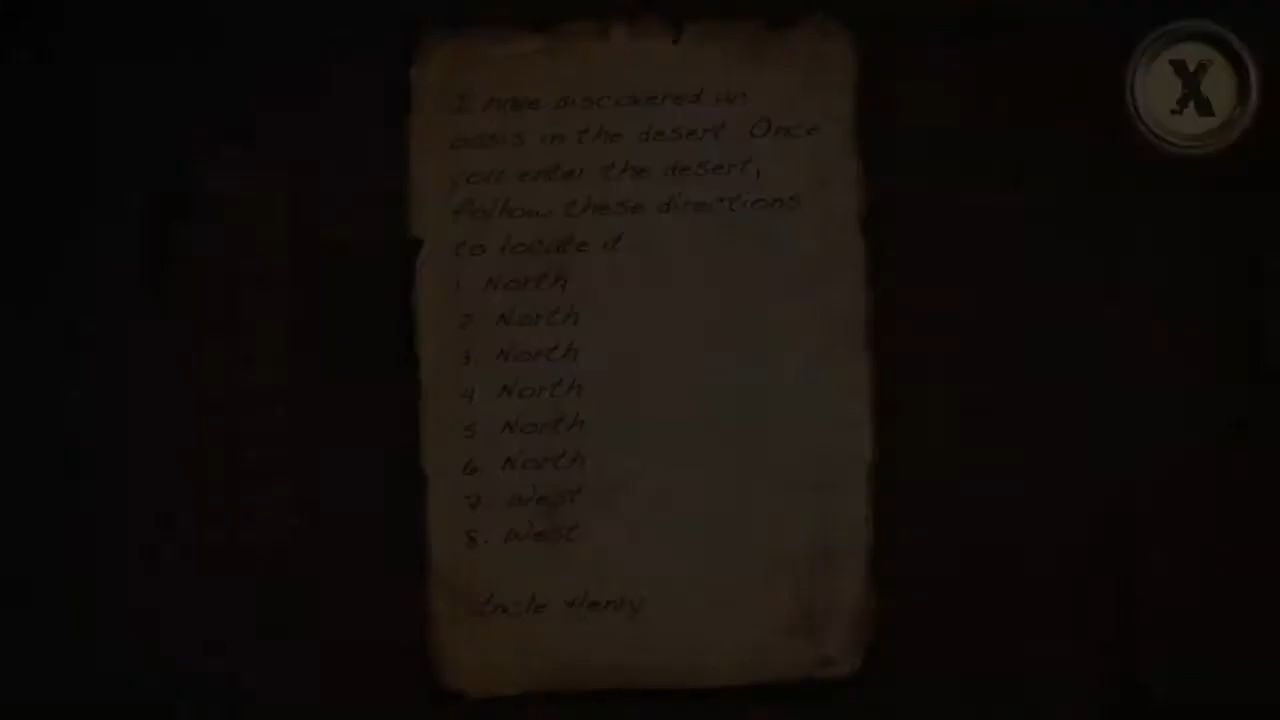 I have discovered an
oasis in the desert. Once
you enter the desert,
follow these directions
to locate it...
1. North
2. North
3. North
4. North
5. North
6. North
7. West
8. West
Uncle Henry
X